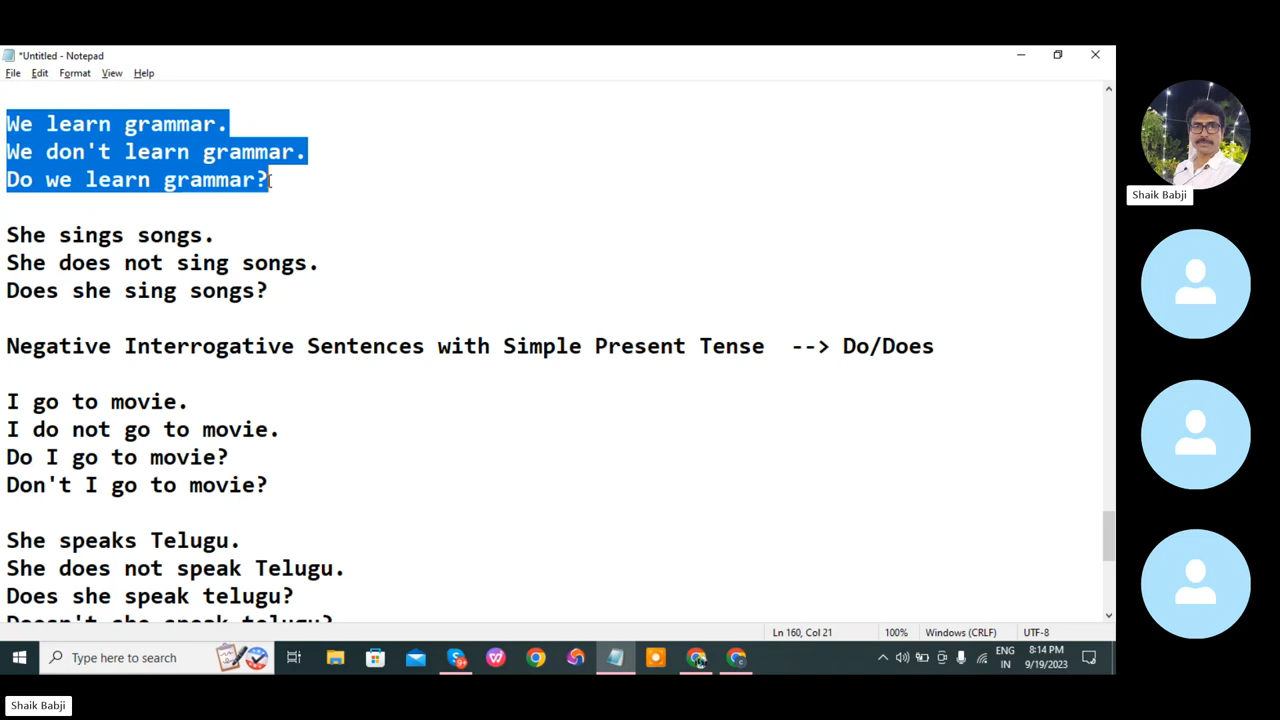 *Untitled - Notepad
File Edit Format View Help
We learn grammar.
We don't learn grammar.
Do we learn grammar?
She sings songs.
She does not sing songs.
Does she sing songs?
Negative Interrogative Sentences with Simple Present Tense --> Do/Does
I go to movie.
I do not go to movie.
Do I go to movie?
Don't I go to movie?
She speaks Telugu.
She does not speak Telugu.
Does she speak telugu?
Doesn't she speak telugu?
Ln 160, Col 21 100% Windows (CRLF) UTF-8
Type here to search
ENG
IN
8:14 PM
9/19/2023
Shaik Babji
Shaik Babji